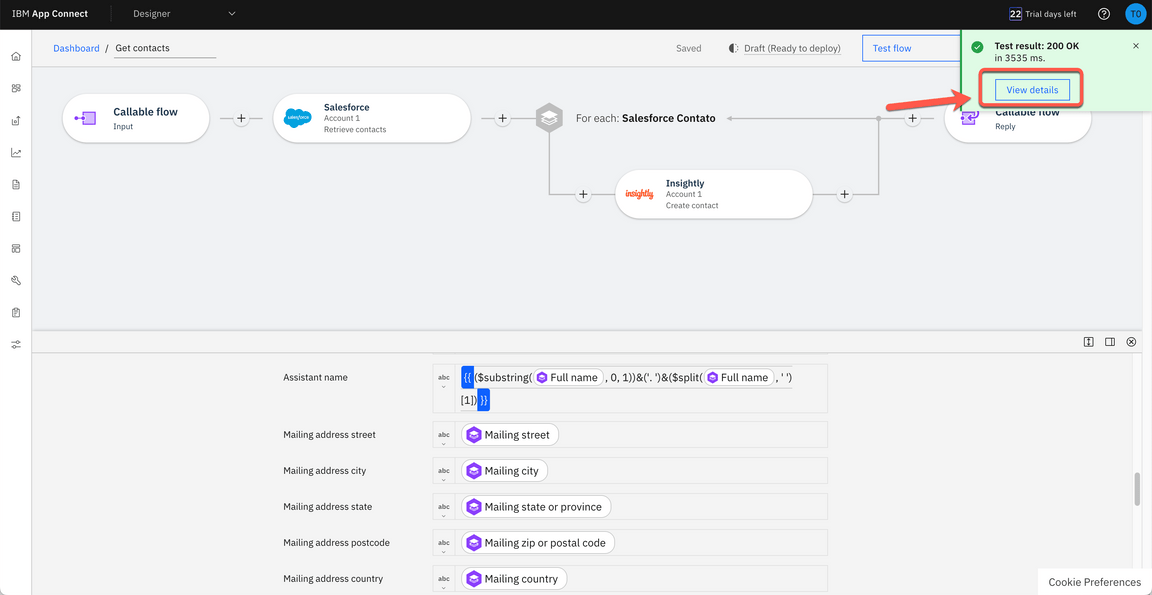 IBM App Connect
Designer
22 Trial days left
TO
Dashboard / Get contacts
Saved
Draft (Ready to deploy)
Test flow
Test result: 200 OK
in 3535 ms.
View details
Callable flow
Input
salesforce
Salesforce
Account 1
Retrieve contacts
For each: Salesforce Contato
Callable flow
Reply
insightly
Insightly
Account 1
Create contact
Assistant name
abc
{{ ($substring( Full name , 0, 1))&('. ')&($split( Full name , ' ')
[1]) }}
Mailing address street
abc
Mailing street
Mailing address city
abc
Mailing city
Mailing address state
abc
Mailing state or province
Mailing address postcode
abc
Mailing zip or postal code
Mailing address country
abc
Mailing country
Cookie Preferences